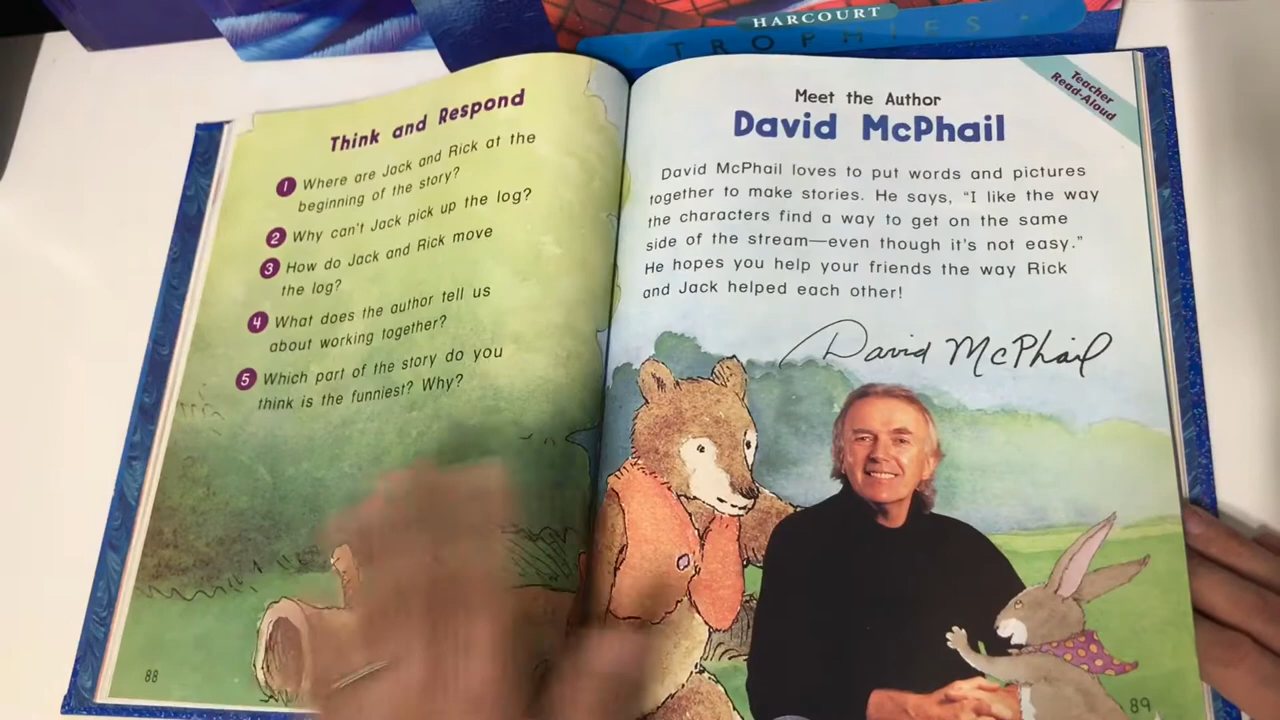 HARCOURT
TROPHIES
Think and Respond
1 Where are Jack and Rick at the
beginning of the story?
2 Why can't Jack pick up the log?
3 How do Jack and Rick move
the log?
4 What does the author tell us
about working together?
5 Which part of the story do you
think is the funniest? Why?
88
Teacher
Read-Aloud
Meet the Author
David McPhail
David McPhail loves to put words and pictures
together to make stories. He says, “I like the way
the characters find a way to get on the same
side of the stream—even though it's not easy.”
He hopes you help your friends the way Rick
and Jack helped each other!
David McPhail
89